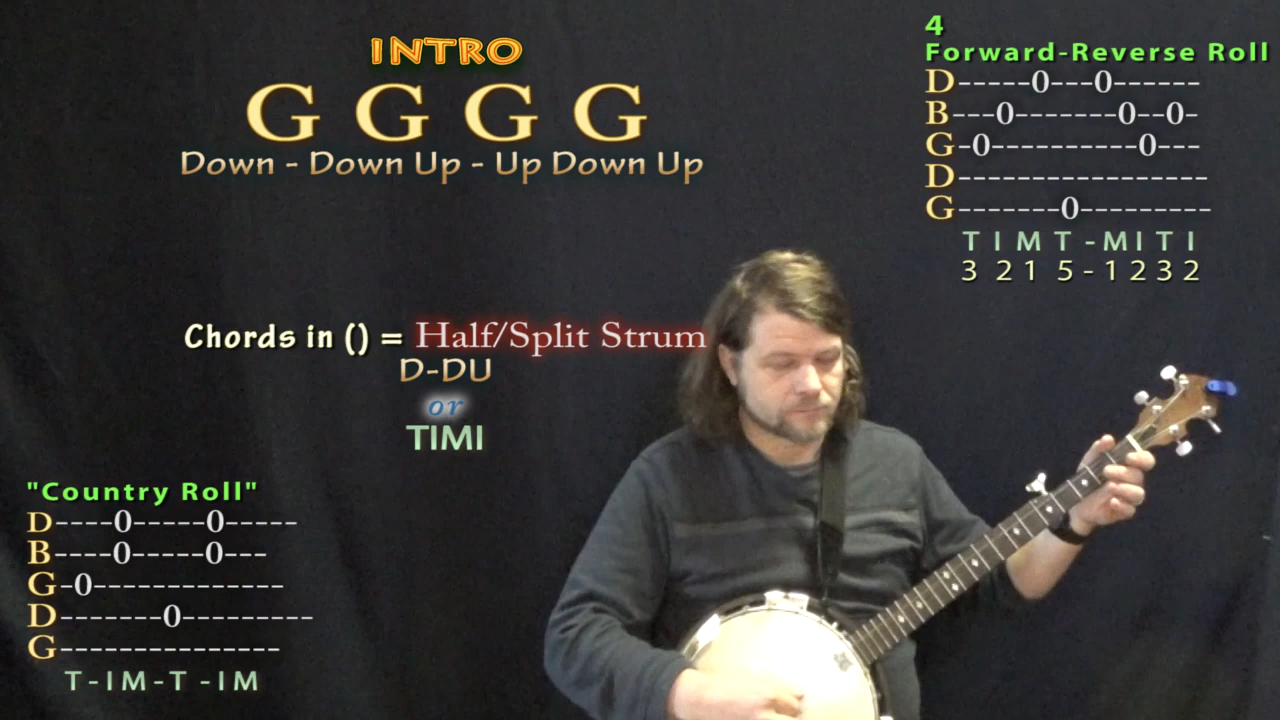 INTRO
G G G G
Down - Down Up - Up Down Up
Chords in () = Half/Split Strum
D-DU
or
TIMI
"Country Roll"
D----0-----0-----
B----0-----0---
G-0-------------
D-------0---------
G---------------
T-IM-T -IM
4
Forward-Reverse Roll
D-----0---0------
B---0-------0--0-
G-0----------0---
D-----------------
G-------0---------
T I M T - M I T I
3 2 1 5 - 1 2 3 2